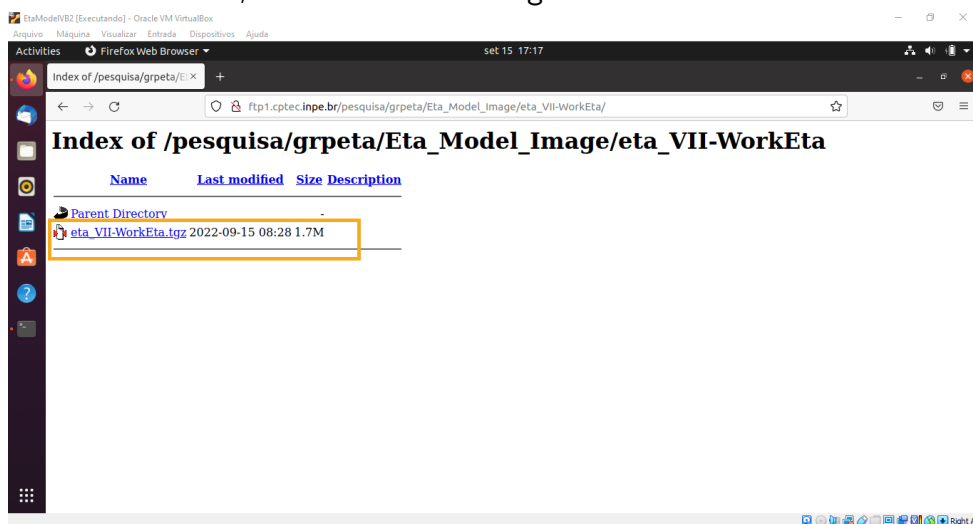 EtaModelVB2 [Executando] - Oracle VM VirtualBox
Arquivo Máquina Visualizar Entrada Dispositivos Ajuda
Activities Firefox Web Browser set 15 17:17
Index of /pesquisa/grpeta/E
ftp1.cptec.inpe.br/pesquisa/grpeta/Eta_Model_Image/eta_VII-WorkEta/
Index of /pesquisa/grpeta/Eta_Model_Image/eta_VII-WorkEta
Name Last modified Size Description
Parent Directory -
eta_VII-WorkEta.tgz 2022-09-15 08:28 1.7M
Right